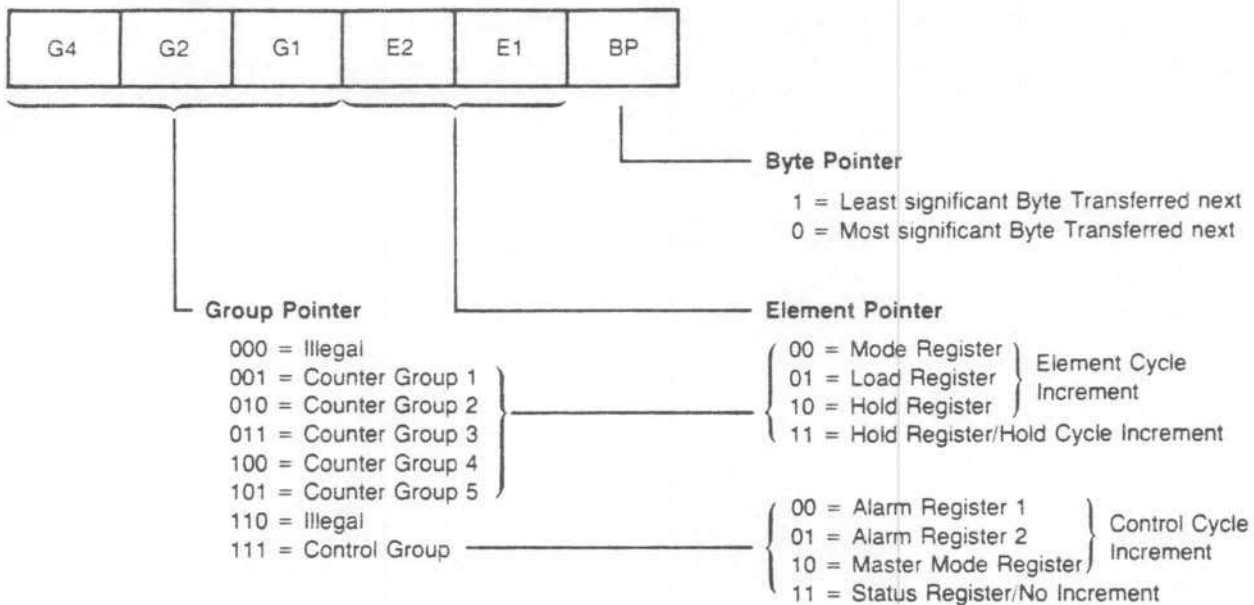 G4 G2 G1 E2 E1 BP
Byte Pointer
1 = Least significant Byte Transferred next
0 = Most significant Byte Transferred next
Group Pointer
000 = Illegal
001 = Counter Group 1
010 = Counter Group 2
011 = Counter Group 3
100 = Counter Group 4
101 = Counter Group 5
110 = Illegal
111 = Control Group
Element Pointer
00 = Mode Register
01 = Load Register
10 = Hold Register
11 = Hold Register/Hold Cycle Increment
Element Cycle
Increment
00 = Alarm Register 1
01 = Alarm Register 2
10 = Master Mode Register
11 = Status Register/No Increment
Control Cycle
Increment